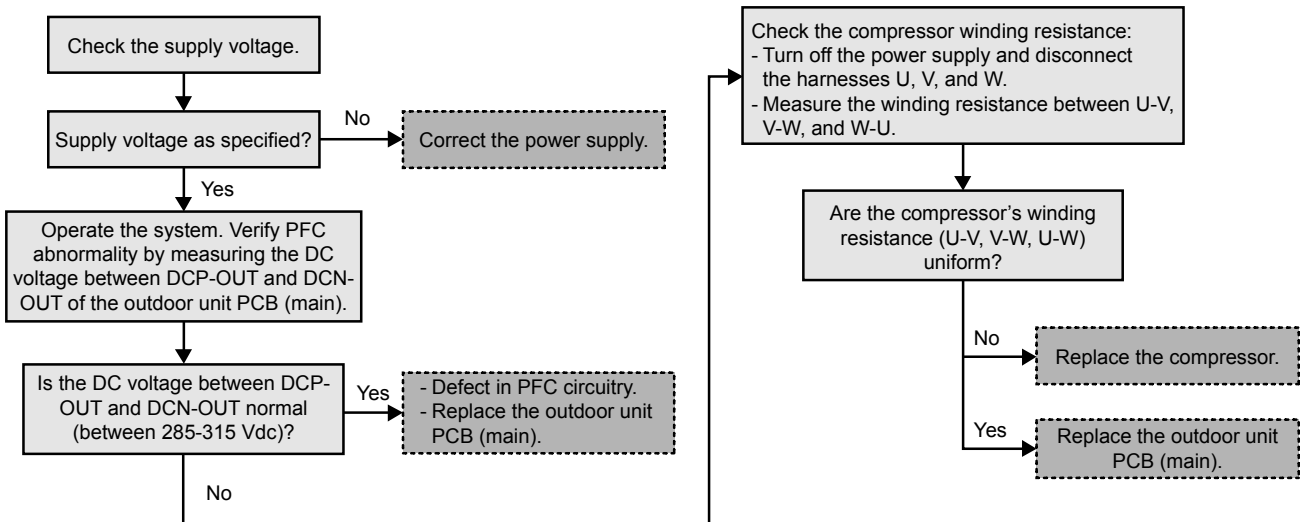 Check the supply voltage.
Supply voltage as specified?
No
Correct the power supply.
Yes
Operate the system. Verify PFC
abnormality by measuring the DC
voltage between DCP-OUT and DCN-
OUT of the outdoor unit PCB (main).
Is the DC voltage between DCP-
OUT and DCN-OUT normal
(between 285-315 Vdc)?
Yes
- Defect in PFC circuitry.
- Replace the outdoor unit
PCB (main).
No
Check the compressor winding resistance:
- Turn off the power supply and disconnect
the harnesses U, V, and W.
- Measure the winding resistance between U-V,
V-W, and W-U.
Are the compressor's winding
resistance (U-V, V-W, U-W)
uniform?
No
Replace the compressor.
Yes
Replace the outdoor unit
PCB (main).